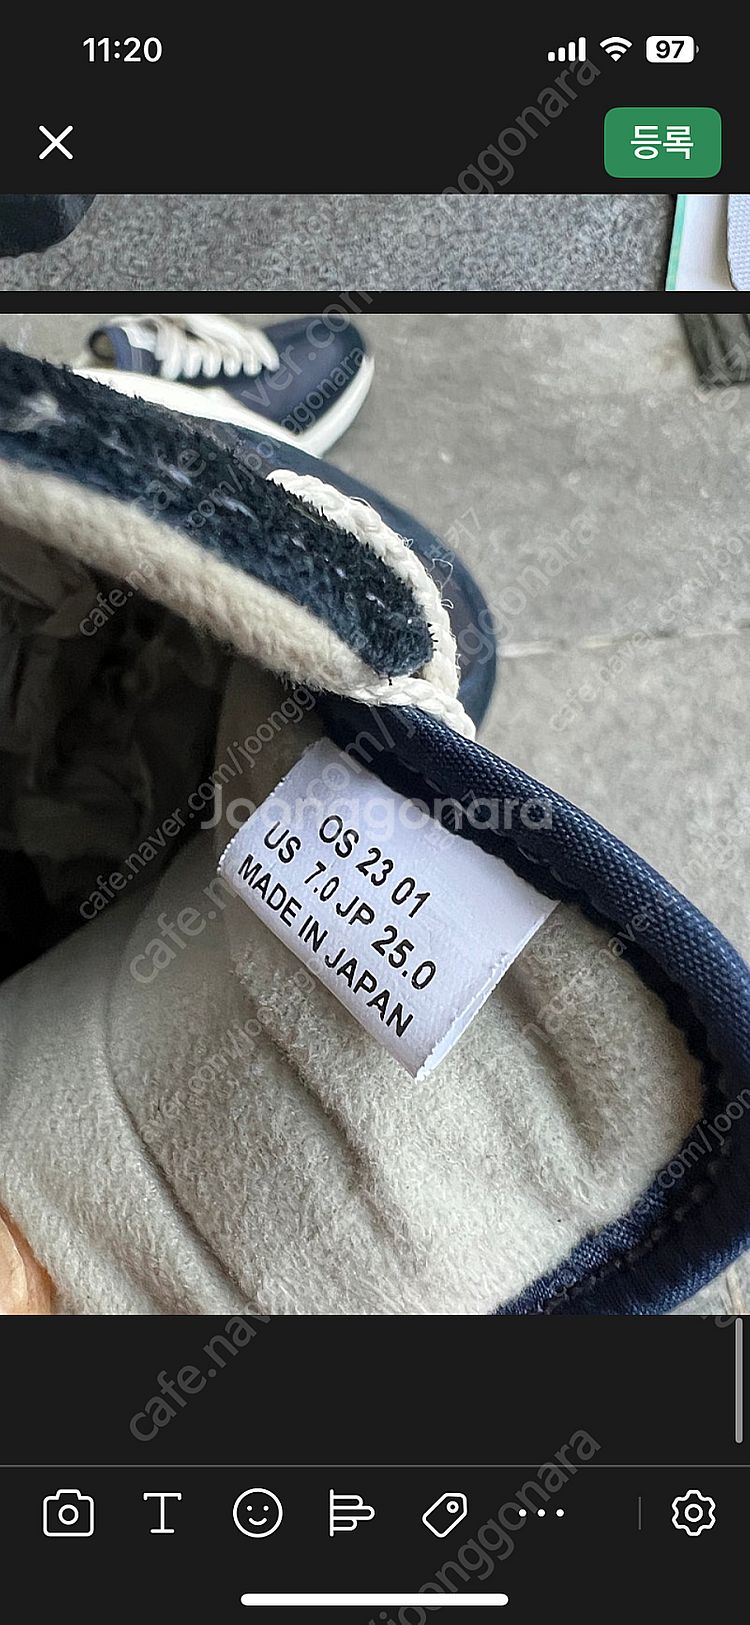 11:20
97
등록
OS 23 01
US 7.0 JP 25.0
MADE IN JAPAN
Joonggonara
cafe.naver.com/joonggonara
T